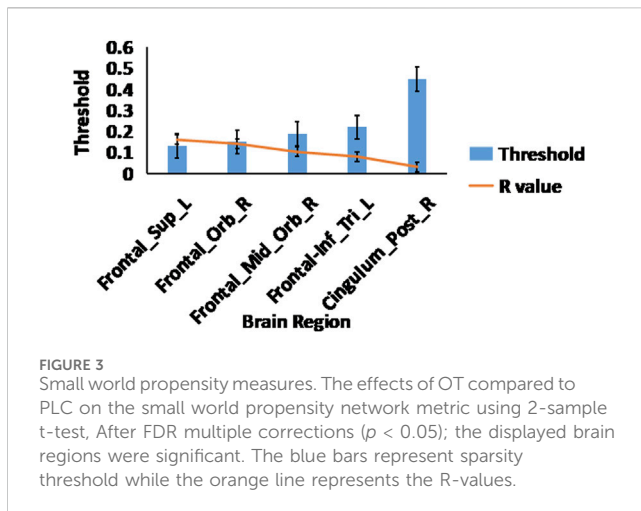 0.6
0.5
0.4
0.3
0.2
0.1
0
Threshold
Threshold
R value
Frontal_Sup_L
Frontal_Orb_R
Frontal_Mid_Orb_R
Frontal-Inf_Tri_L
Cingulum_Post_R
Brain Region
FIGURE 3
Small world propensity measures. The effects of OT compared to
PLC on the small world propensity network metric using 2-sample
t-test, After FDR multiple corrections (p < 0.05); the displayed brain
regions were significant. The blue bars represent sparsity
threshold while the orange line represents the R-values.